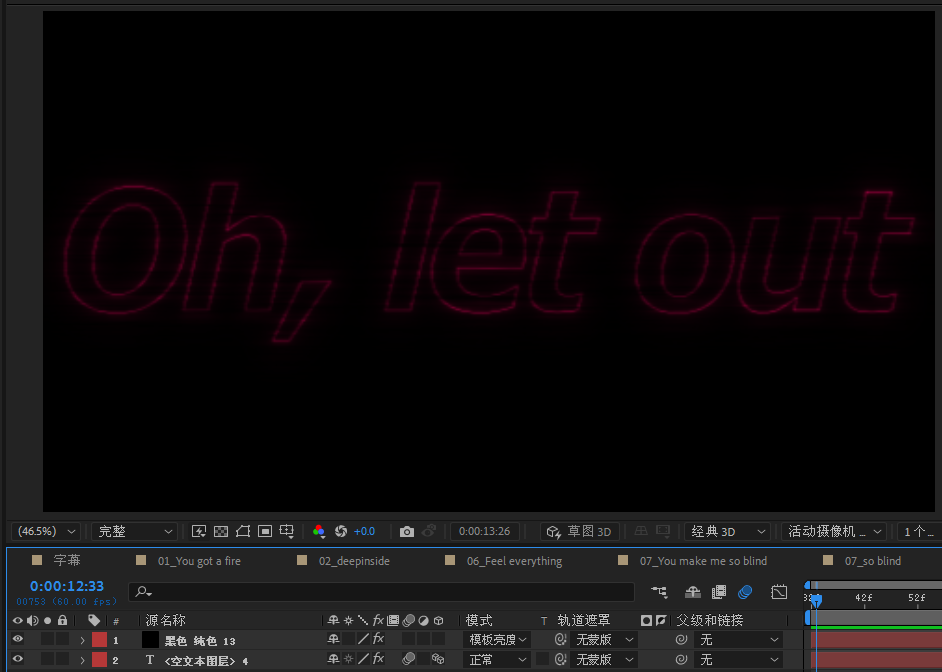 Oh, let out
(46.5%) 完整 +0.0 0:00:13:26 草图 3D 经典 3D 活动摄像机 ... 1 个...
字幕 01_You got a fire 02_deepinside 06_Feel everything 07_You make me so blind 07_so blind
0:00:12:33
00753 (60.00 fps)
32f 42f 52f
# 源名称 fx 模式 T 轨道遮罩 父级和链接
1 黑色 纯色 13 fx 模板亮度 无蒙版 无
2 T <空文本图层> 4 fx 正常 无蒙版 无